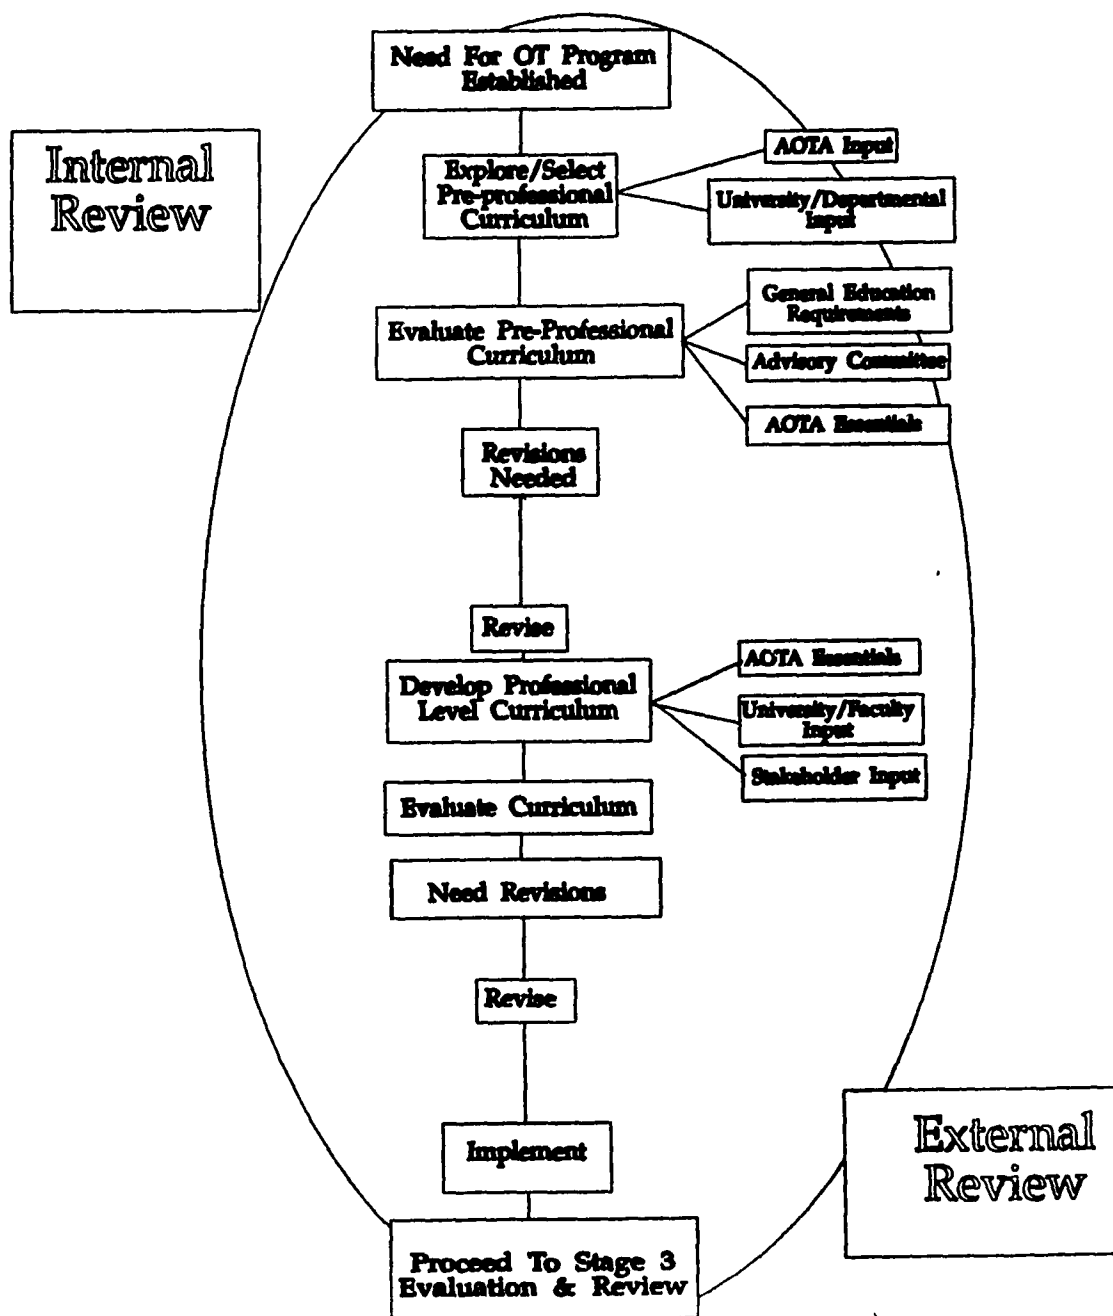 Need For OT Program
Established
Internal
Review
AOTA Input
Explore/Select
Pre-professional
Curriculum
University/Departmental
Input
General Education
Requirements
Evaluate Pre-Professional
Curriculum
Advisory Committee
AOTA Essentials
Revisions
Needed
Revise
AOTA Essentials
Develop Professional
Level Curriculum
University/Faculty
Input
Stakeholder Input
Evaluate Curriculum
Need Revisions
Revise
Implement
External
Review
Proceed To Stage 3
Evaluation & Review